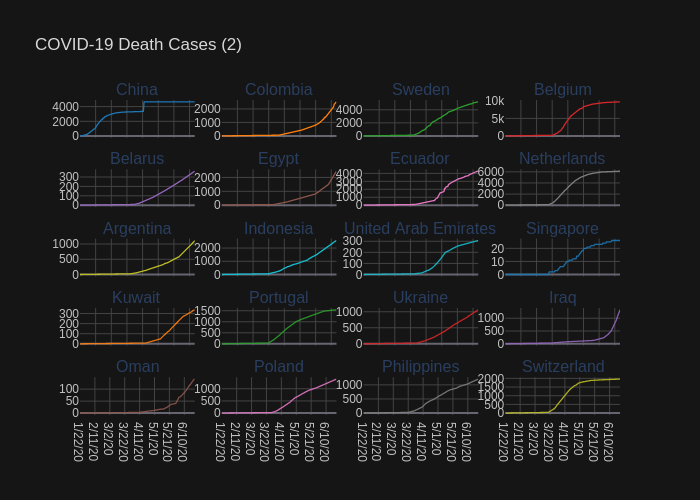 COVID-19 Death Cases (2)
China Colombia Sweden Belgium
4000 2000 0
2000 1000 0
4000 2000 0
10k 5k 0
Belarus Egypt Ecuador Netherlands
300 200 100 0
2000 1000 0
4000 3000 2000 1000 0
6000 4000 2000 0
Argentina Indonesia United Arab Emirates Singapore
1000 500 0
2000 1000 0
300 200 100 0
20 10 0
Kuwait Portugal Ukraine Iraq
300 200 100 0
1500 1000 500 0
1000 500 0
1000 500 0
Oman Poland Philippines Switzerland
100 50 0
1000 500 0
1000 500 0
2000 1500 1000 500 0
1/22/20 2/11/20 3/2/20 3/22/20 4/11/20 5/1/20 5/21/20 6/10/20
1/22/20 2/11/20 3/2/20 3/22/20 4/11/20 5/1/20 5/21/20 6/10/20
1/22/20 2/11/20 3/2/20 3/22/20 4/11/20 5/1/20 5/21/20 6/10/20
1/22/20 2/11/20 3/2/20 3/22/20 4/11/20 5/1/20 5/21/20 6/10/20